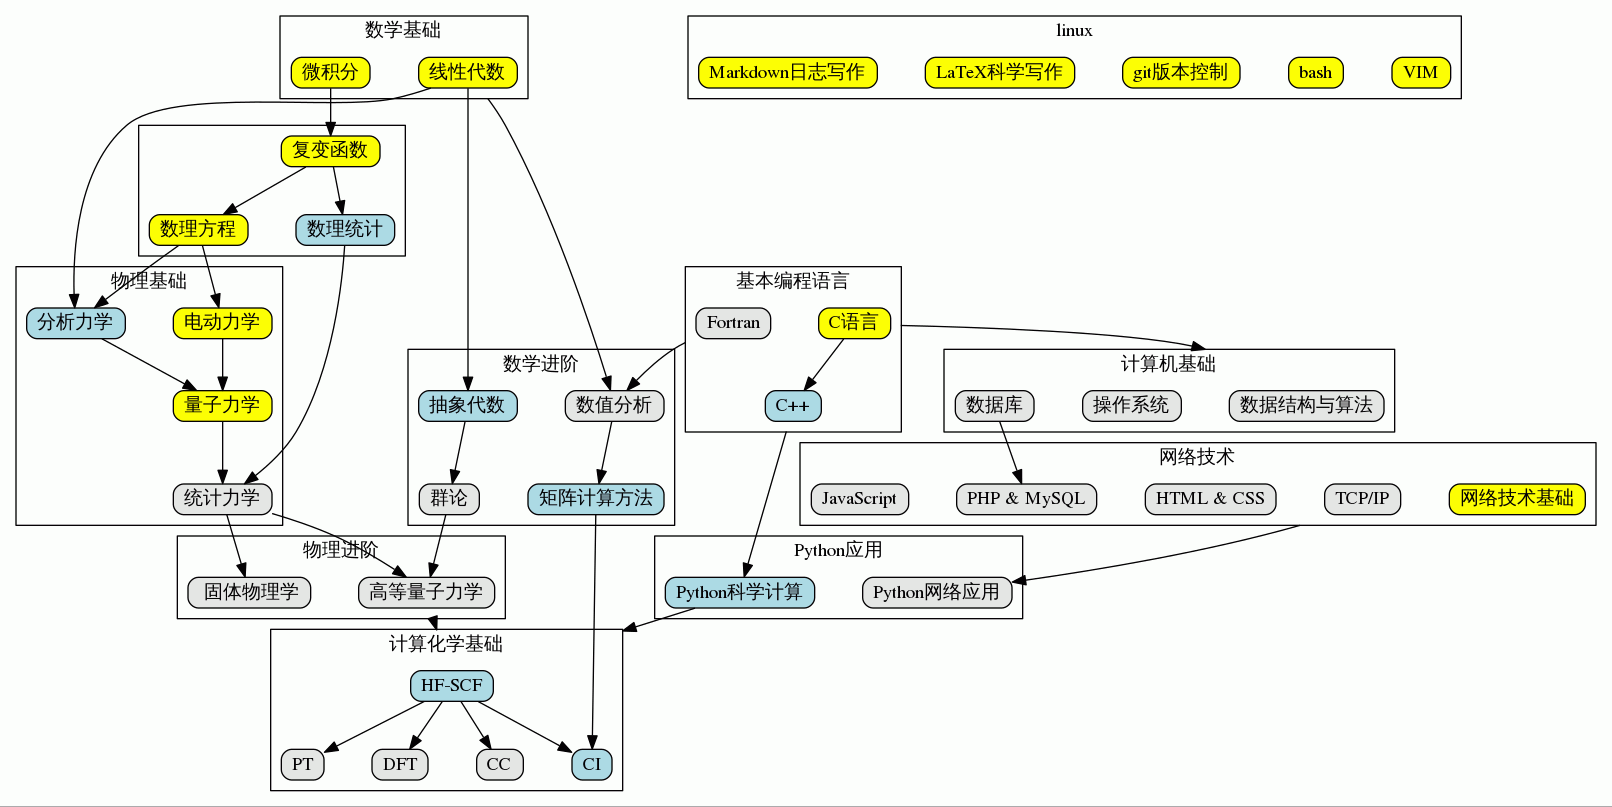 数学基础
微积分
线性代数
linux
Markdown日志写作
LaTeX科学写作
git版本控制
bash
VIM
复变函数
数理方程
数理统计
物理基础
分析力学
电动力学
量子力学
统计力学
基本编程语言
Fortran
C语言
C++
数学进阶
抽象代数
数值分析
群论
矩阵计算方法
计算机基础
数据库
操作系统
数据结构与算法
网络技术
JavaScript
PHP & MySQL
HTML & CSS
TCP/IP
网络技术基础
物理进阶
固体物理学
高等量子力学
Python应用
Python科学计算
Python网络应用
计算化学基础
HF-SCF
PT
DFT
CC
CI